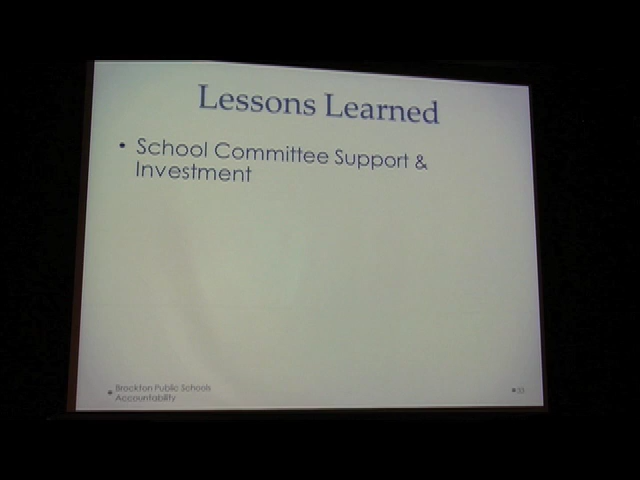 Lessons Learned
• School Committee Support &
Investment
Brockton Public Schools
Accountability